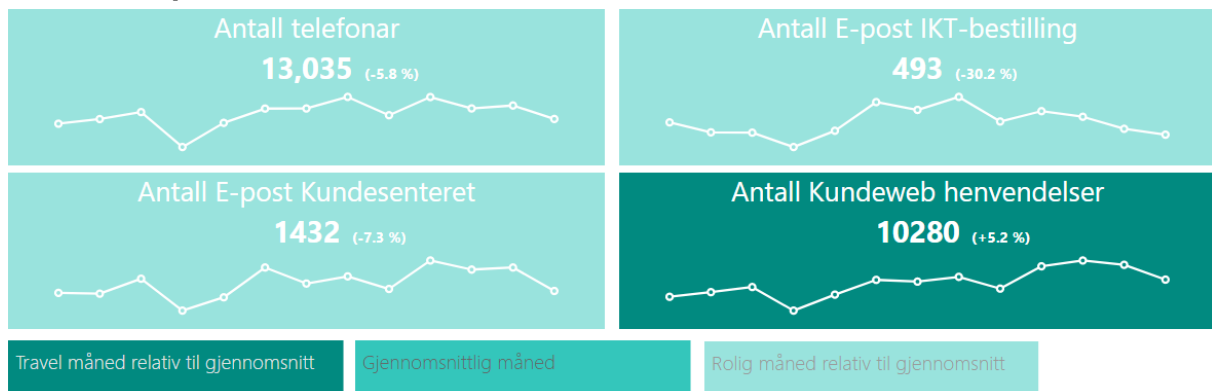 Antall telefonar
13,035 (-5.8 %)
Antall E-post IKT-bestilling
493 (-30.2 %)
Antall E-post Kundesenteret
1432 (-7.3 %)
Antall Kundeweb henvendelser
10280 (+5.2 %)
Travel måned relativ til gjennomsnitt
Gjennomsnittlig måned
Rolig måned relativ til gjennomsnitt